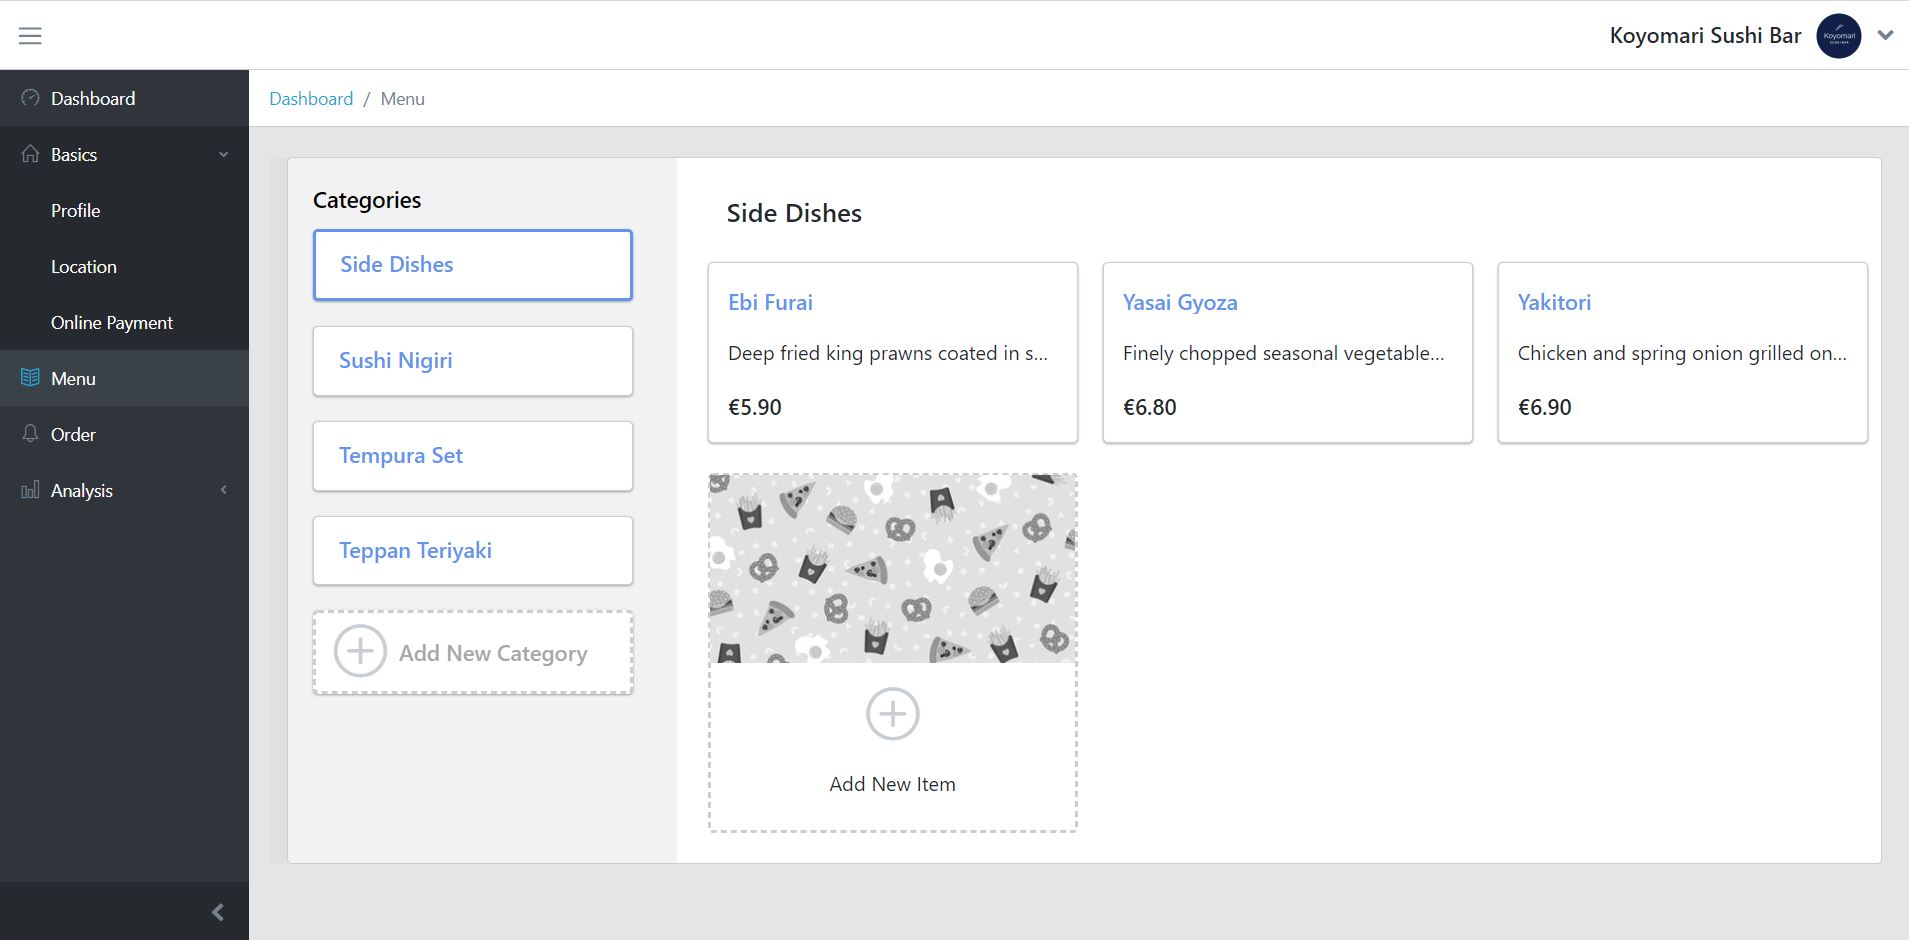 Koyomari Sushi Bar
Koyomari
Dashboard
Basics
Profile
Location
Online Payment
Menu
Order
Analysis
Dashboard / Menu
Categories
Side Dishes
Sushi Nigiri
Tempura Set
Teppan Teriyaki
Add New Category
Side Dishes
Ebi Furai
Deep fried king prawns coated in s...
€5.90
Yasai Gyoza
Finely chopped seasonal vegetable...
€6.80
Yakitori
Chicken and spring onion grilled on...
€6.90
Add New Item